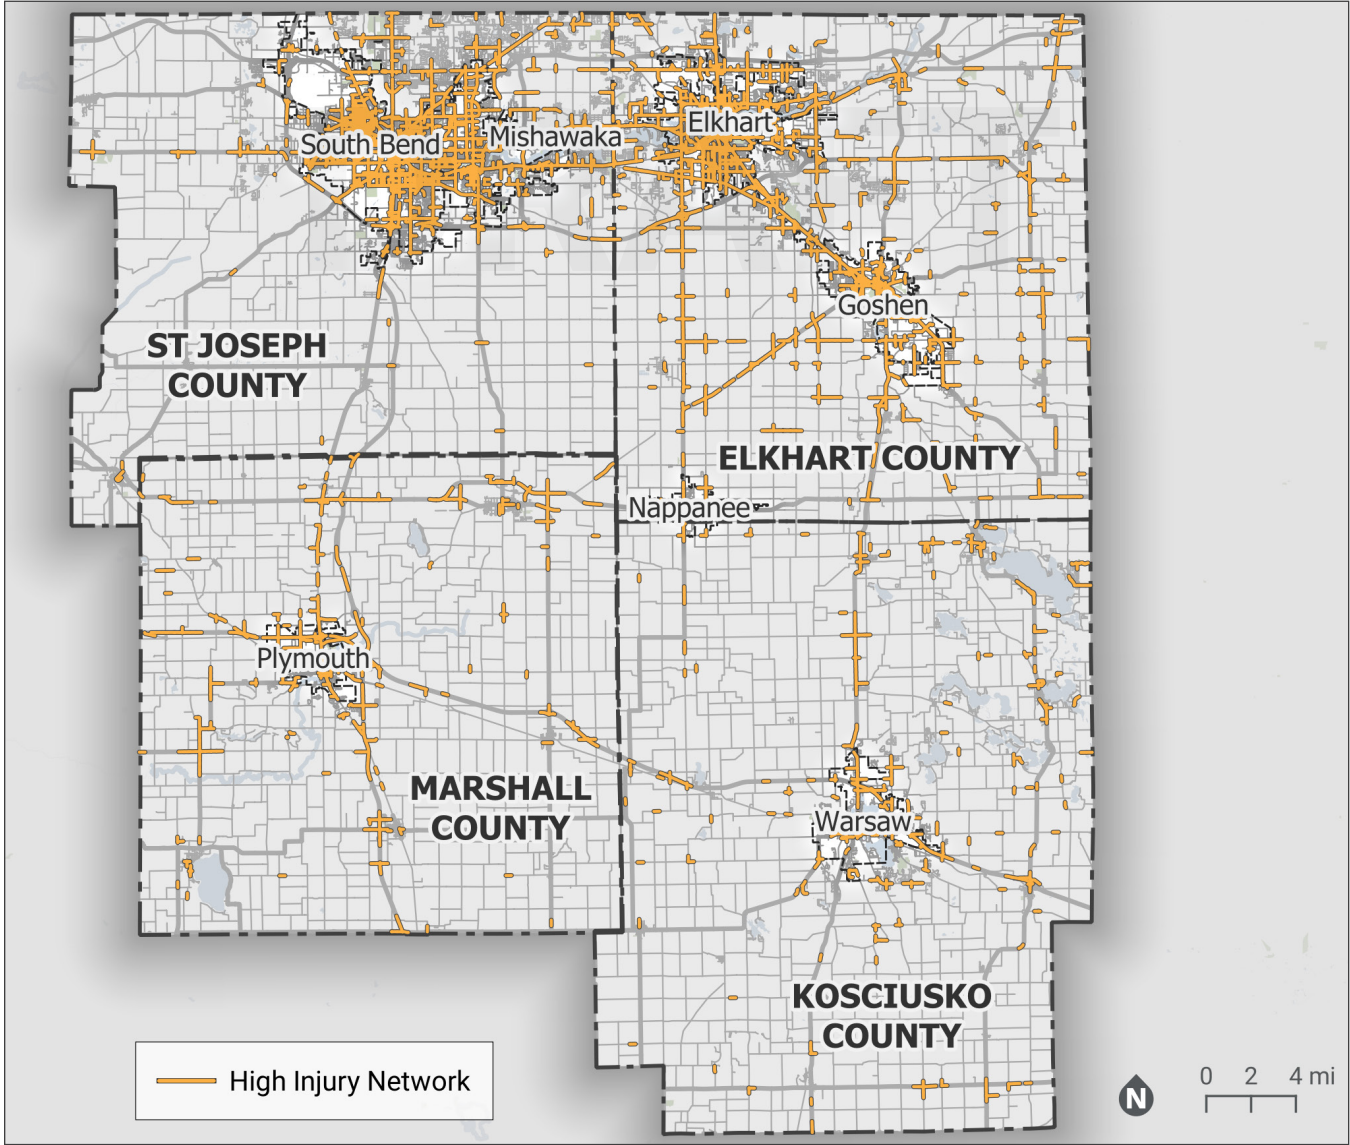 South Bend
Mishawaka
Elkhart
Goshen
ST JOSEPH
COUNTY
ELKHART COUNTY
Nappanee
Plymouth
MARSHALL
COUNTY
Warsaw
KOSCIUSKO
COUNTY
High Injury Network
N
0 2 4 mi